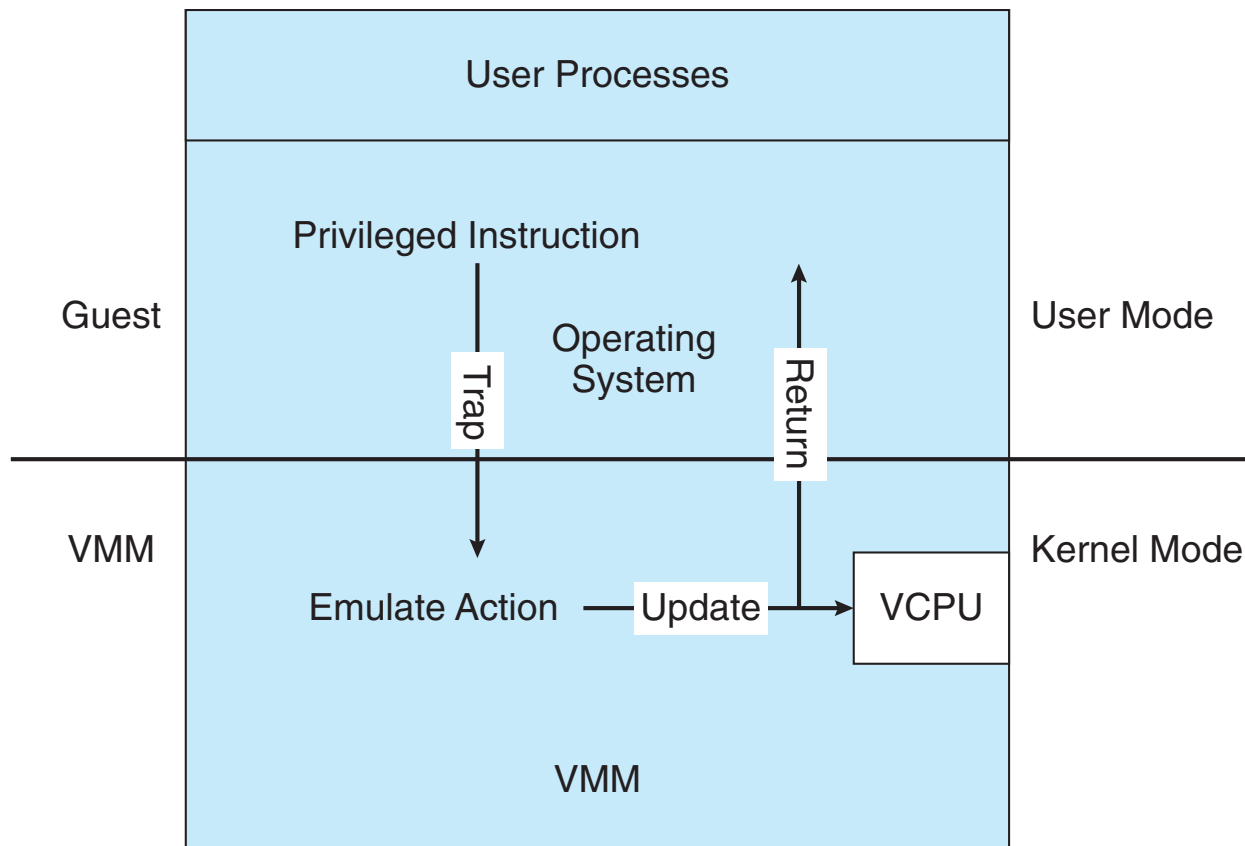 User Processes
Privileged Instruction
Guest
User Mode
Operating
System
Trap
Return
VMM
Kernel Mode
Emulate Action
Update
VCPU
VMM